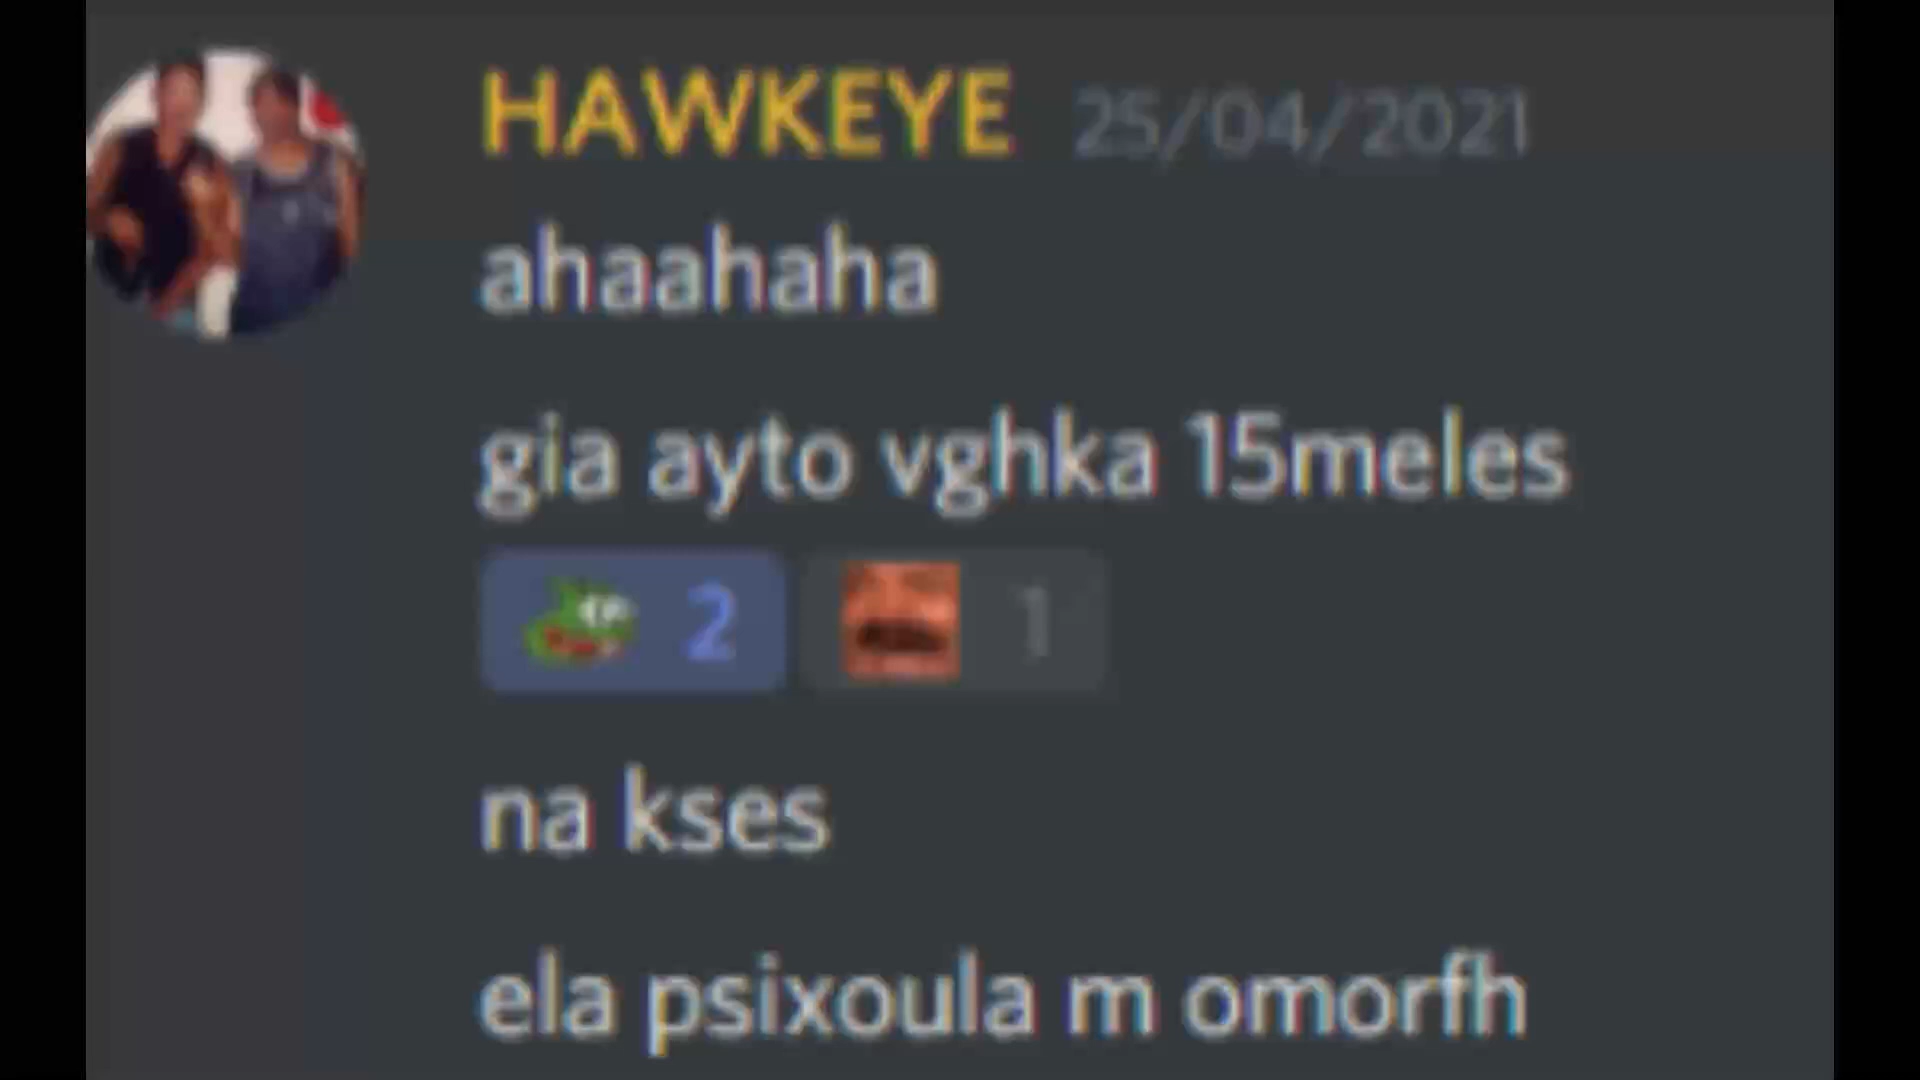 HAWKEYE 25/04/2021
ahaahaha
gia ayto vghka 15meles
2 1
na kses
ela psixoula m omorfh